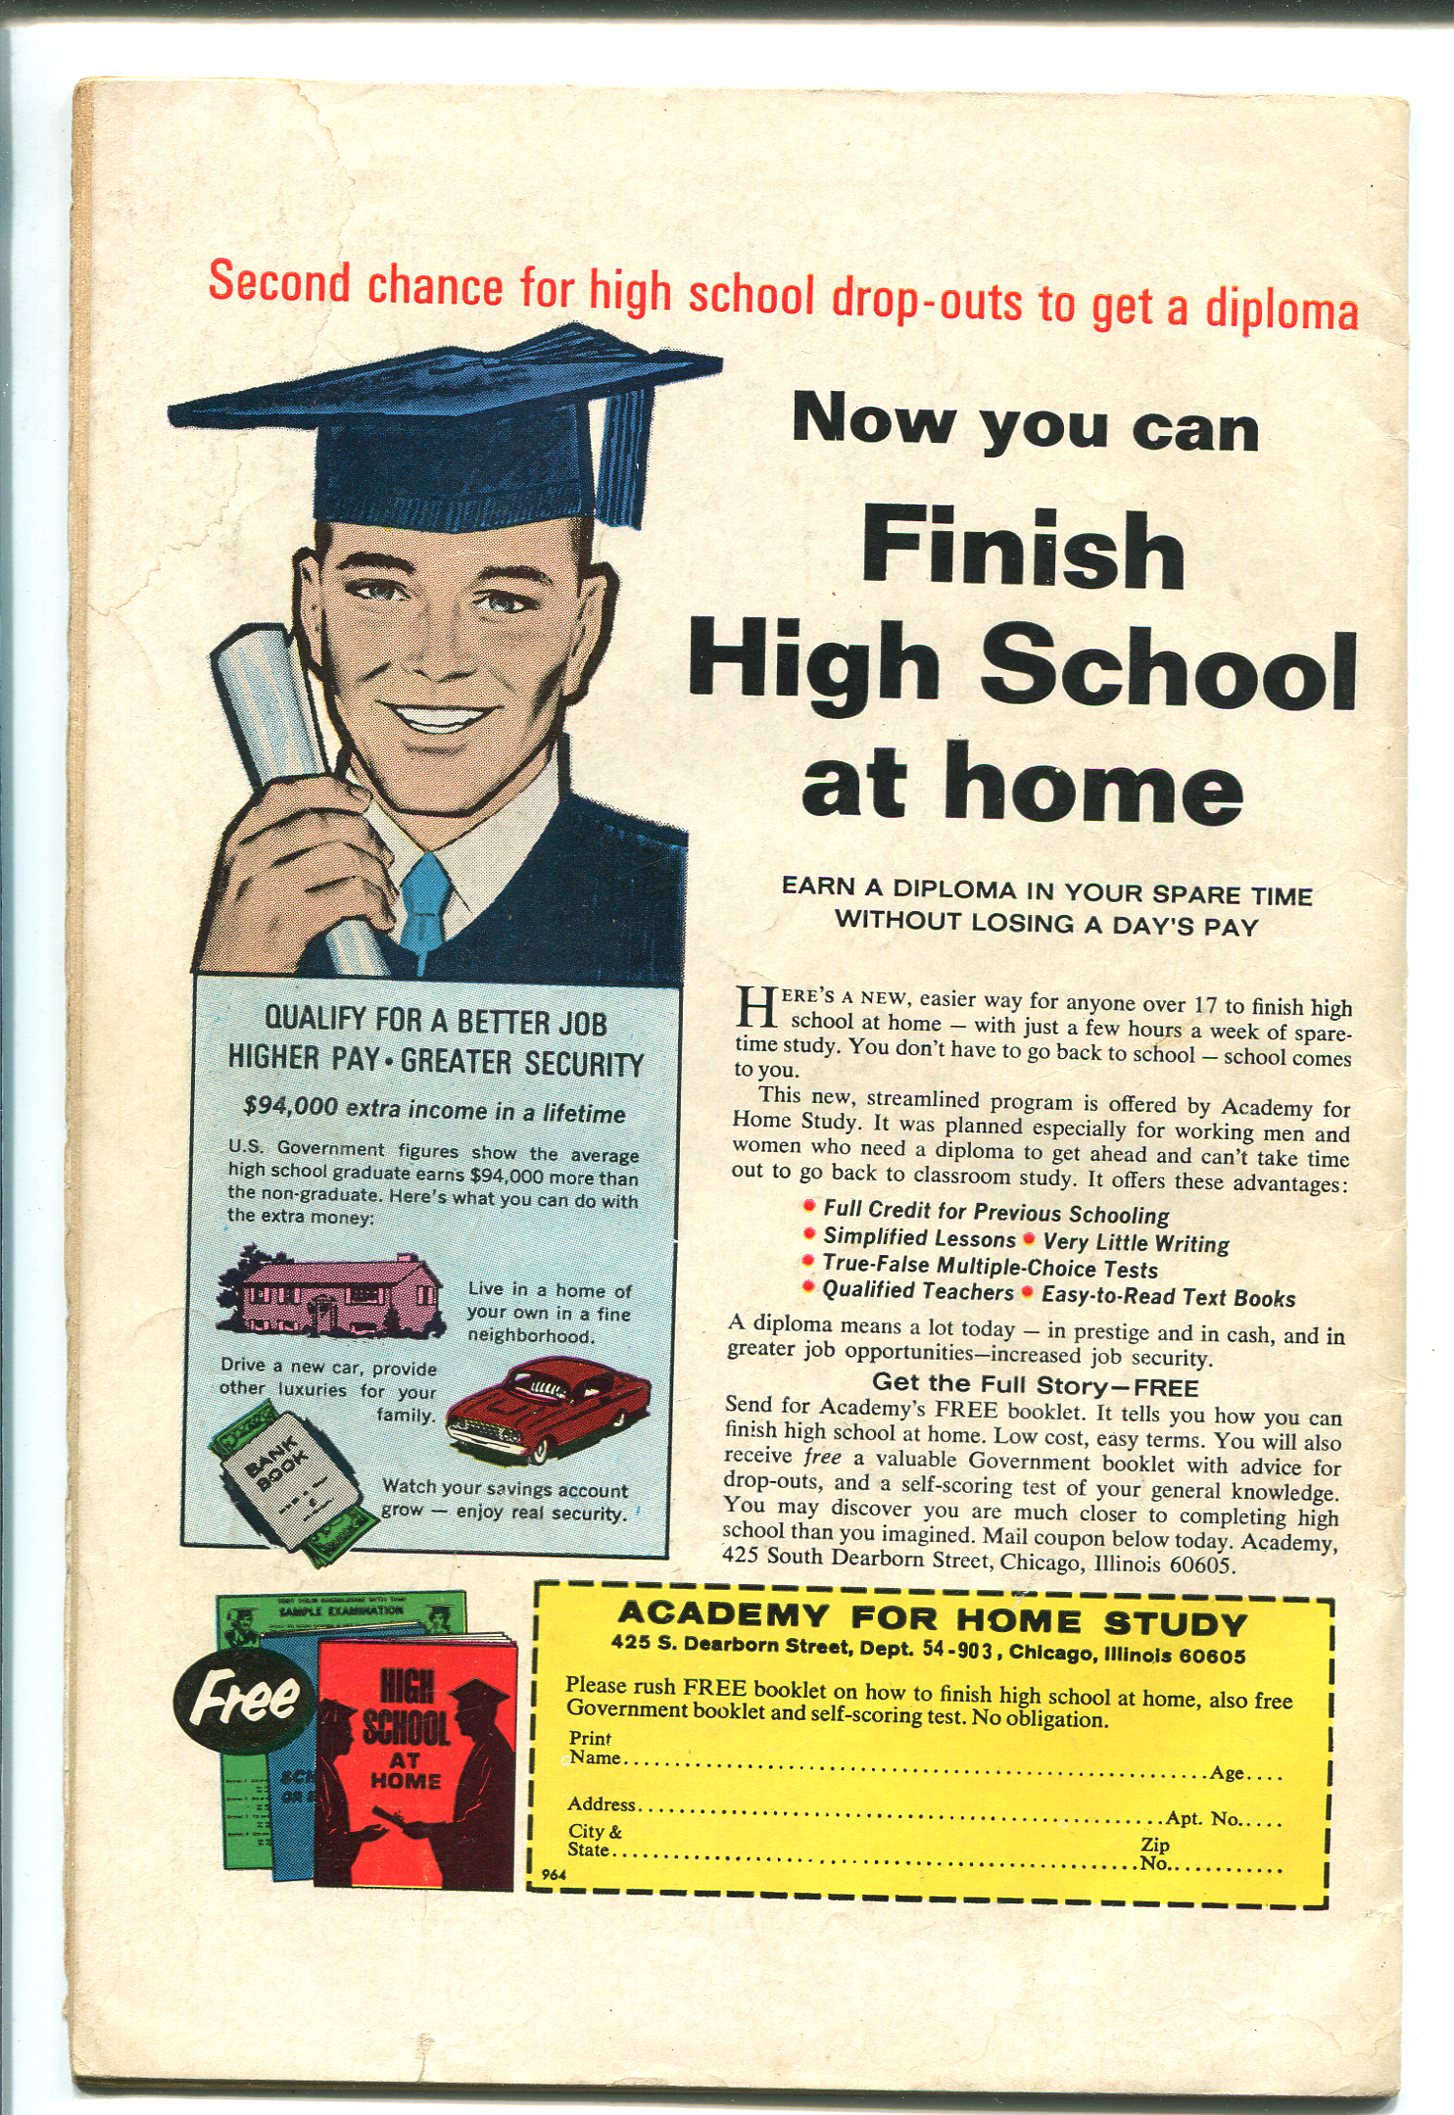 Second chance for high school drop-outs to get a diploma
Now you can
Finish
High School
at home
EARN A DIPLOMA IN YOUR SPARE TIME
WITHOUT LOSING A DAY'S PAY
HERE'S A NEW, easier way for anyone over 17 to finish high
school at home — with just a few hours a week of spare-
time study. You don't have to go back to school — school comes
to you.
This new, streamlined program is offered by Academy for
Home Study. It was planned especially for working men and
women who need a diploma to get ahead and can't take time
out to go back to classroom study. It offers these advantages:
• Full Credit for Previous Schooling
• Simplified Lessons • Very Little Writing
• True-False Multiple-Choice Tests
• Qualified Teachers • Easy-to-Read Text Books
A diploma means a lot today — in prestige and in cash, and in
greater job opportunities—increased job security.
Get the Full Story—FREE
Send for Academy's FREE booklet. It tells you how you can
finish high school at home. Low cost, easy terms. You will also
receive free a valuable Government booklet with advice for
drop-outs, and a self-scoring test of your general knowledge.
You may discover you are much closer to completing high
school than you imagined. Mail coupon below today. Academy,
425 South Dearborn Street, Chicago, Illinois 60605.
QUALIFY FOR A BETTER JOB
HIGHER PAY • GREATER SECURITY
$94,000 extra income in a lifetime
U.S. Government figures show the average
high school graduate earns $94,000 more than
the non-graduate. Here's what you can do with
the extra money:
Live in a home of
your own in a fine
neighborhood.
Drive a new car, provide
other luxuries for your
family.
BANK
BOOK
Watch your savings account
grow — enjoy real security.
SAMPLE EXAMINATION
Free
HIGH
SCHOOL
AT
HOME
ACADEMY FOR HOME STUDY
425 S. Dearborn Street, Dept. 54-903, Chicago, Illinois 60605
Please rush FREE booklet on how to finish high school at home, also free
Government booklet and self-scoring test. No obligation.
Print
Name....................Age....
Address....................Apt. No.....
City &
State....................Zip
No............
964